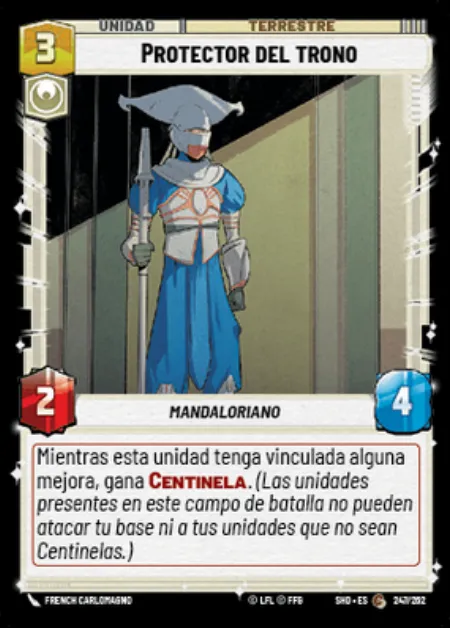 UNIDAD
TERRESTRE
3
PROTECTOR DEL TRONO
2
MANDALORIANO
4
Mientras esta unidad tenga vinculada alguna
mejora, gana CENTINELA. (Las unidades
presentes en este campo de batalla no pueden
atacar tu base ni a tus unidades que no sean
Centinelas.)
FRENCH CARLOMAGNO
© LFL © FFG
SHD • ES
247/262